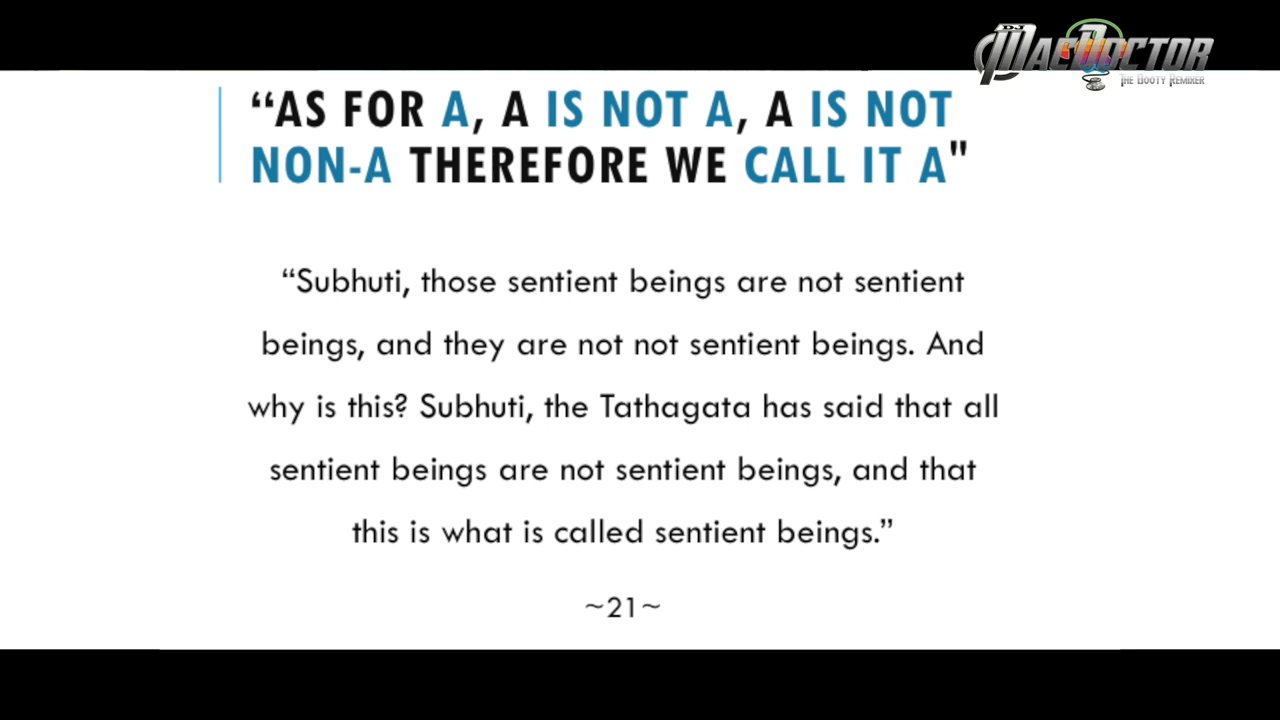 DJ
MACDOCTOR
THE BOOTY REMIXER
“AS FOR A, A IS NOT A, A IS NOT
NON-A THEREFORE WE CALL IT A"
“Subhuti, those sentient beings are not sentient
beings, and they are not not sentient beings. And
why is this? Subhuti, the Tathagata has said that all
sentient beings are not sentient beings, and that
this is what is called sentient beings.”
~21~